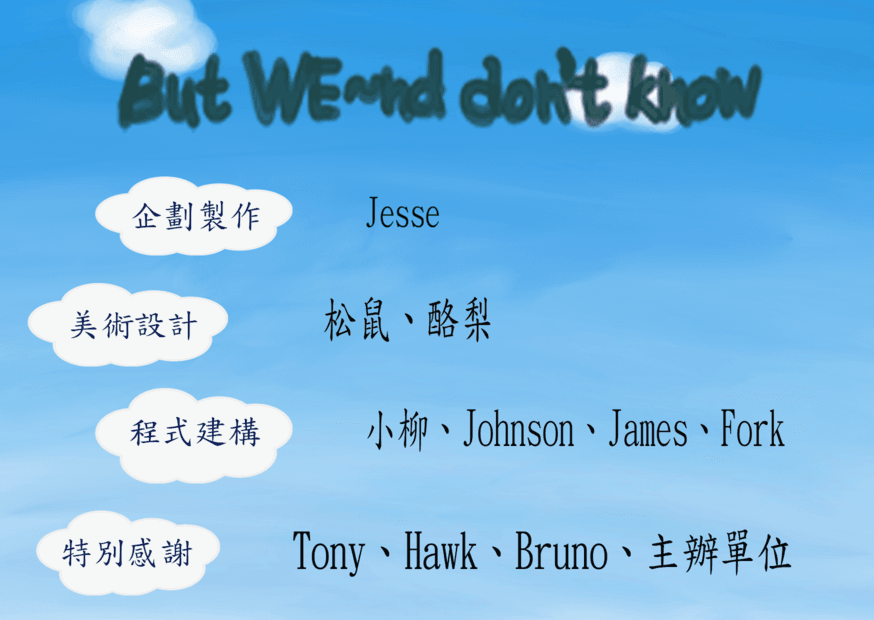 But WE~nd don't know
企劃製作 Jesse
美術設計 松鼠、酪梨
程式建構 小柳、Johnson、James、Fork
特別感謝 Tony、Hawk、Bruno、主辦單位